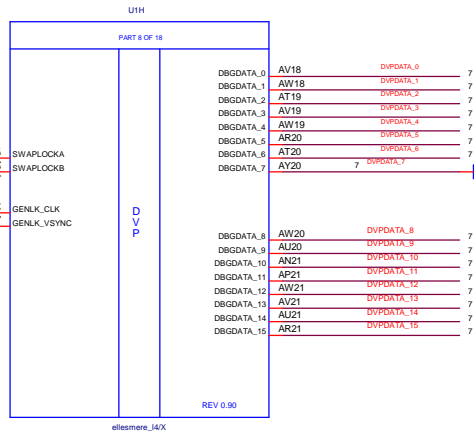 U1H
PART 8 OF 18
DBGDATA_0 AV18 DVPDATA_0 7
DBGDATA_1 AW18 DVPDATA_1 7
DBGDATA_2 AT19 DVPDATA_2 7
DBGDATA_3 AV19 DVPDATA_3 7
DBGDATA_4 AW19 DVPDATA_4 7
DBGDATA_5 AR20 DVPDATA_5 7
SWAPLOCKA DBGDATA_6 AT20 DVPDATA_6 7
SWAPLOCKB DBGDATA_7 AY20 7 DVPDATA_7
GENLK_CLK
GENLK_VSYNC
DVP
DBGDATA_8 AW20 DVPDATA_8 7
DBGDATA_9 AU20 DVPDATA_9 7
DBGDATA_10 AN21 DVPDATA_10 7
DBGDATA_11 AP21 DVPDATA_11 7
DBGDATA_12 AW21 DVPDATA_12 7
DBGDATA_13 AV21 DVPDATA_13 7
DBGDATA_14 AU21 DVPDATA_14 7
DBGDATA_15 AR21 DVPDATA_15 7
REV 0.90
ellesmere_l4/X